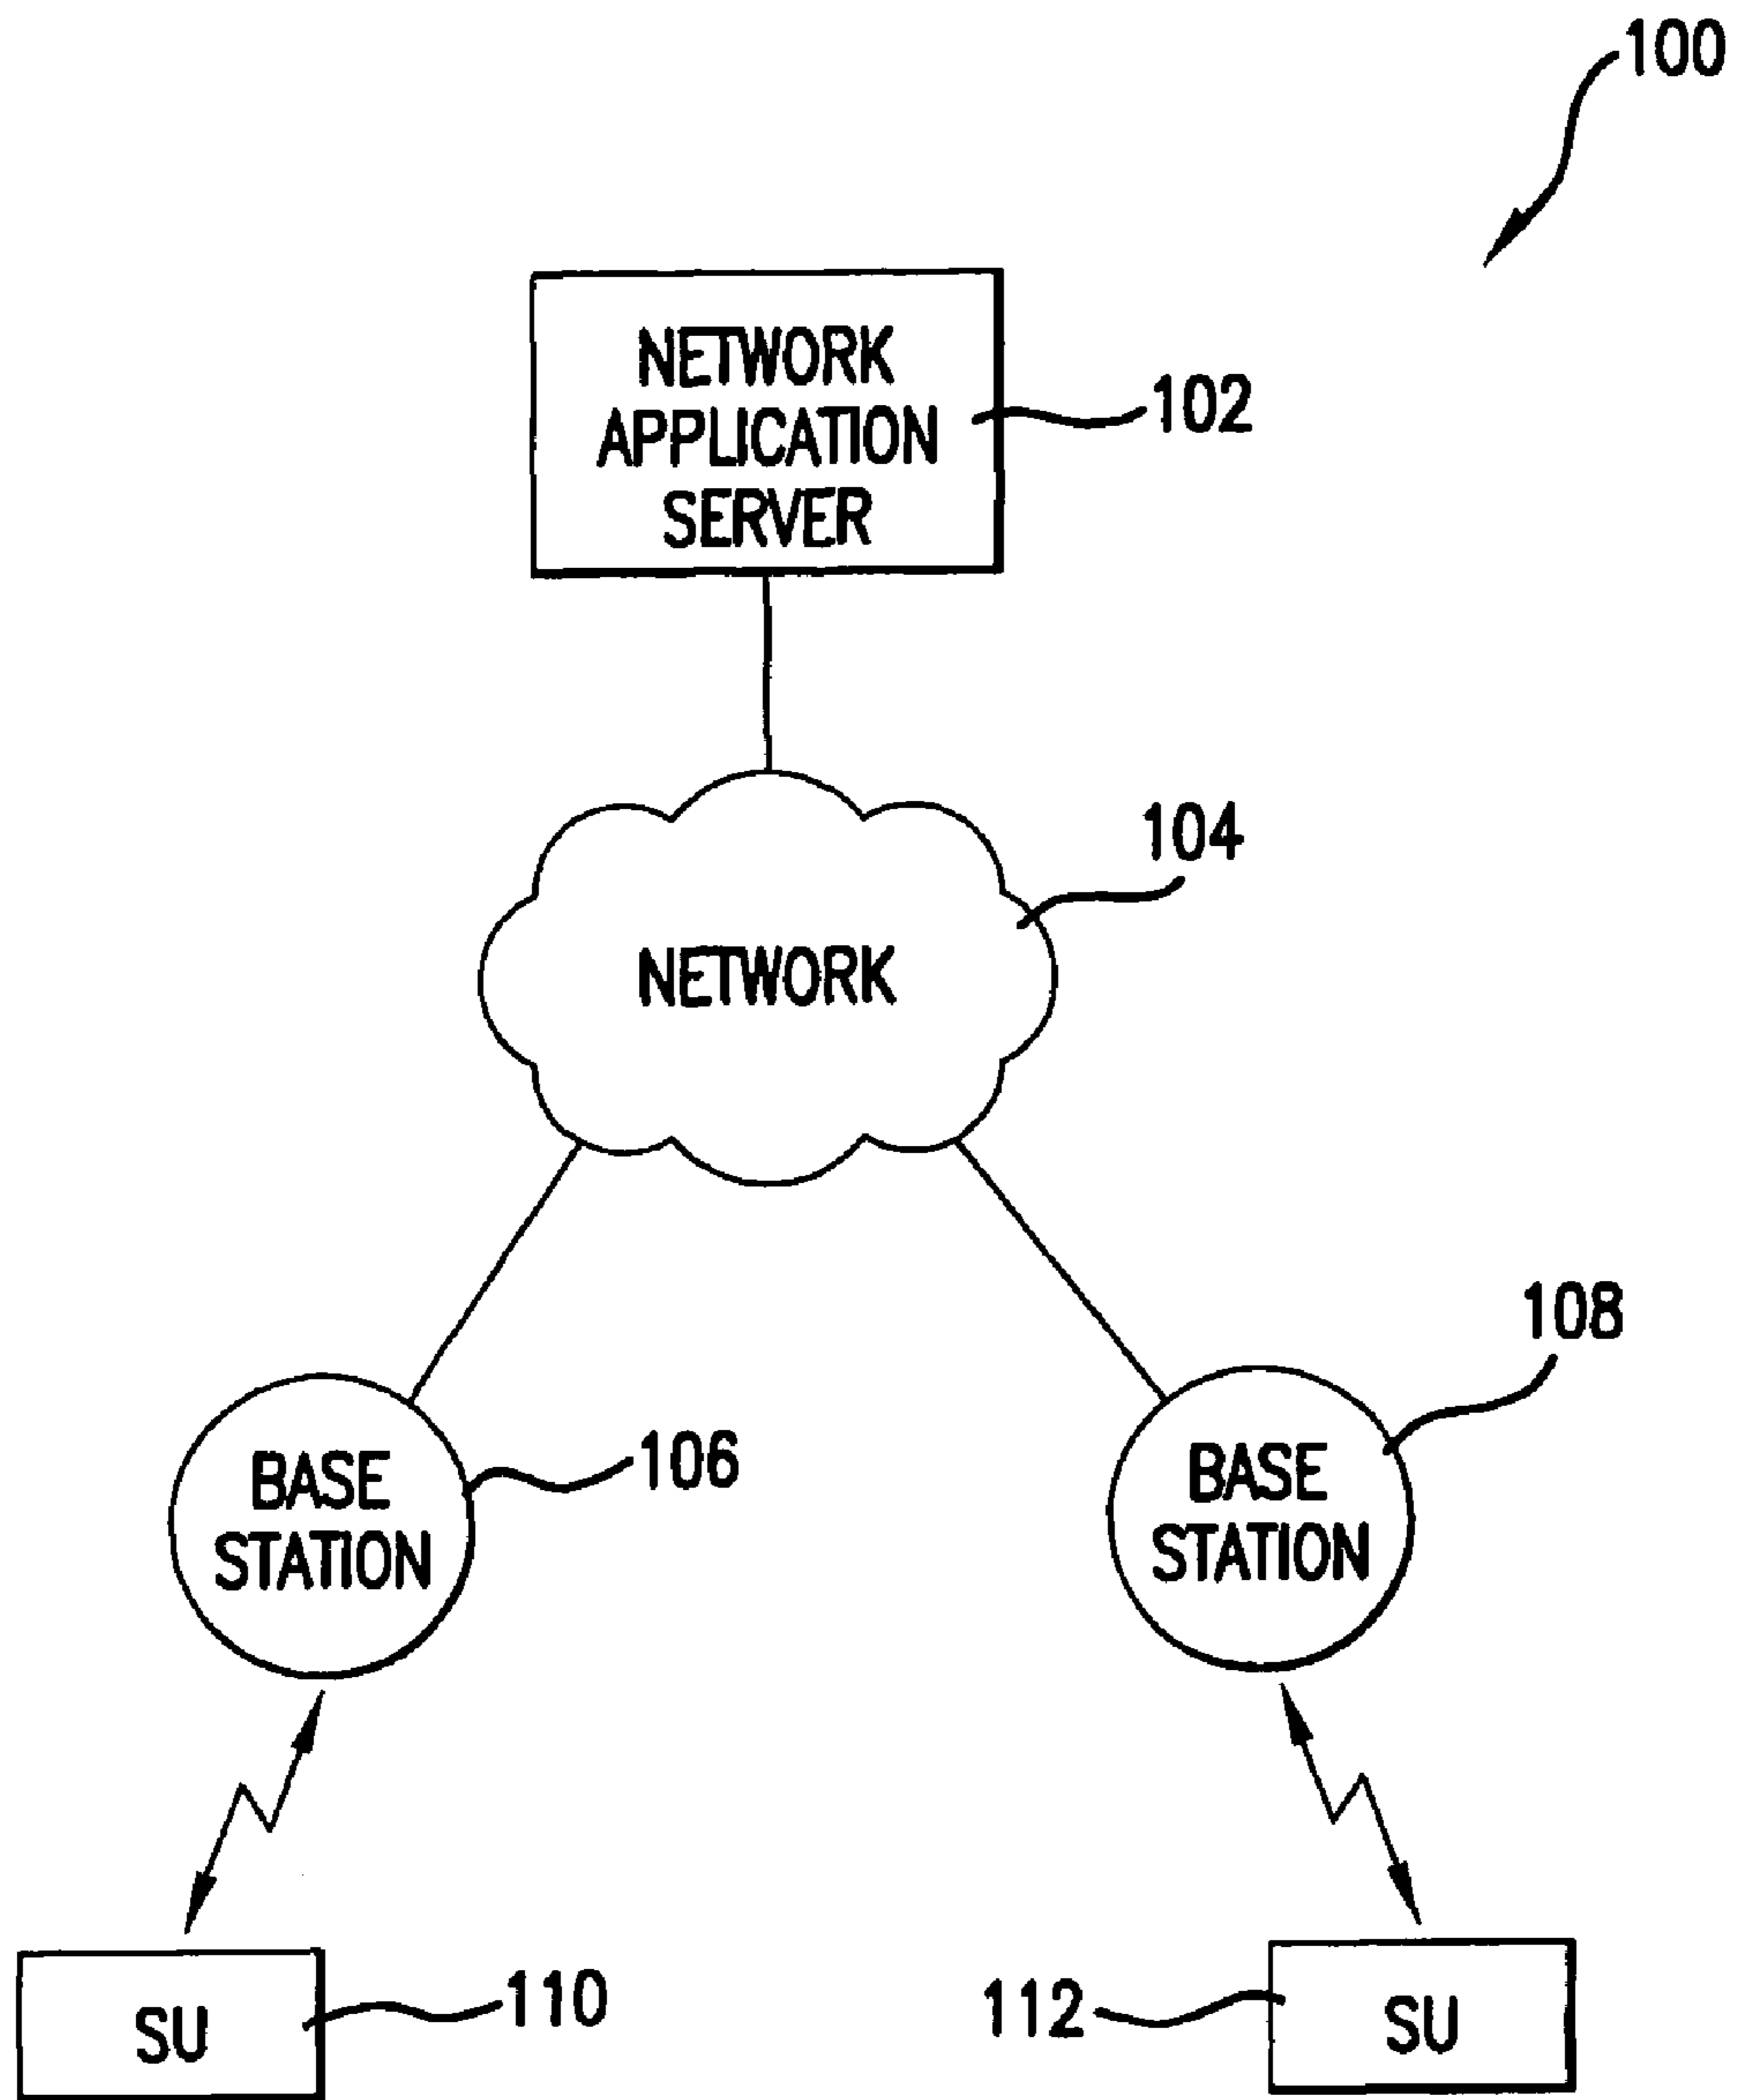 100
NETWORK
APPLICATION
SERVER
102
104
NETWORK
108
BASE
STATION
106
BASE
STATION
SU
110
112
SU